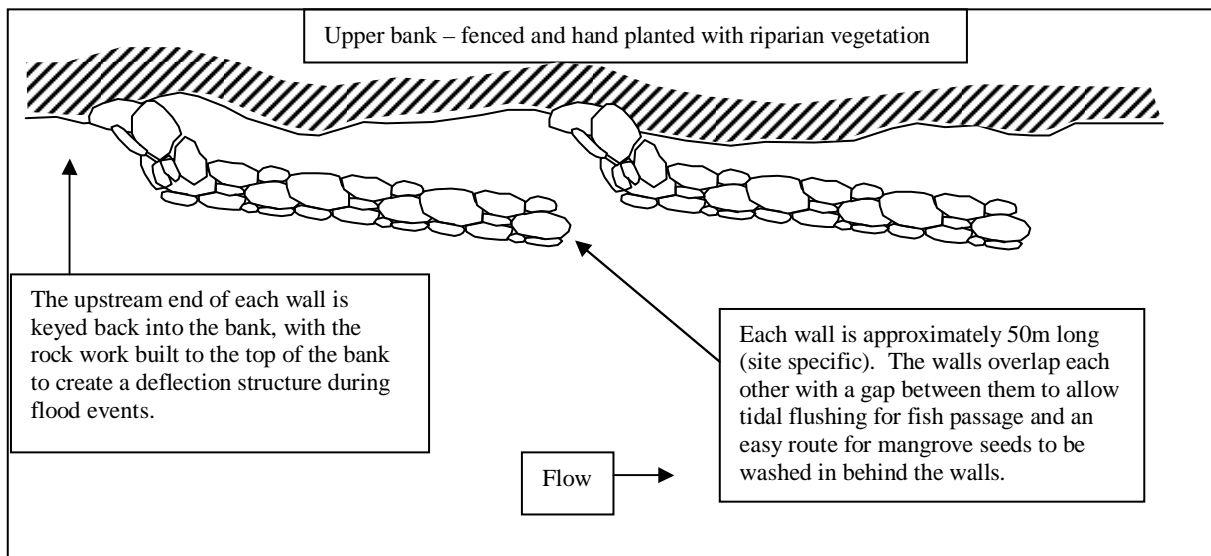 Upper bank – fenced and hand planted with riparian vegetation
The upstream end of each wall is
keyed back into the bank, with the
rock work built to the top of the bank
to create a deflection structure during
flood events.
Each wall is approximately 50m long
(site specific).  The walls overlap each
other with a gap between them to allow
tidal flushing for fish passage and an
easy route for mangrove seeds to be
washed in behind the walls.
Flow